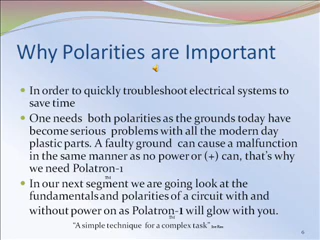 Why Polarities are Important
In order to quickly troubleshoot electrical systems to
save time
One needs both polarities as the grounds today have
become serious problems with all the modern day
plastic parts. A faulty ground can cause a malfunction
in the same manner as no power or (+) can, that's why
we need Polatron-1
TM
In our next segment we are going look at the
fundamentals and polarities of a circuit with and
without power on as Polatron-1 will glow with you.
TM
"A simple technique for a complex task"
6